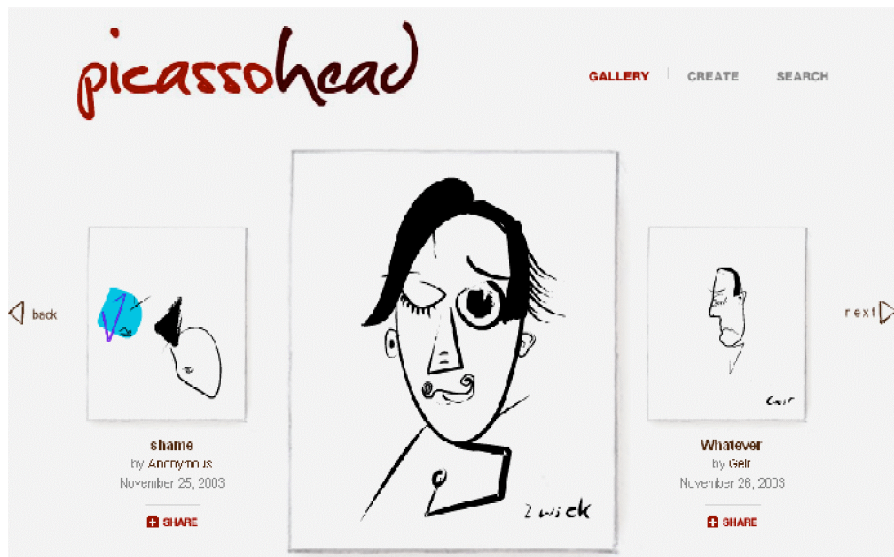 picassohead
GALLERY | CREATE SEARCH
back
next
shame
by Anonymous
November 25, 2003
SHARE
Whatever
by Geir
November 26, 2003
SHARE
Geir